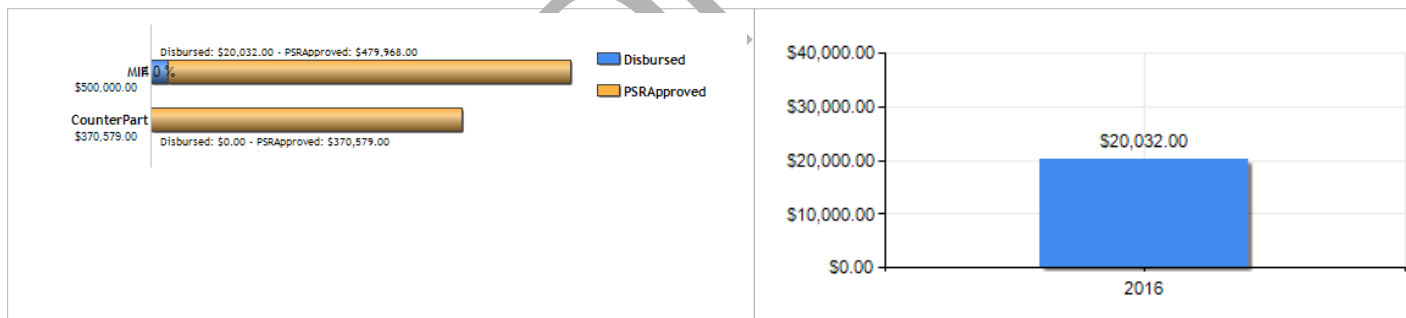 Disbursed: $20,032.00 - PSRApproved: $479,968.00
MIF 0 %
$500,000.00
CounterPart
$370,579.00
Disbursed: $0.00 - PSRApproved: $370,579.00
Disbursed
PSRApproved
$40,000.00
$30,000.00
$20,000.00
$10,000.00
$0.00
$20,032.00
2016